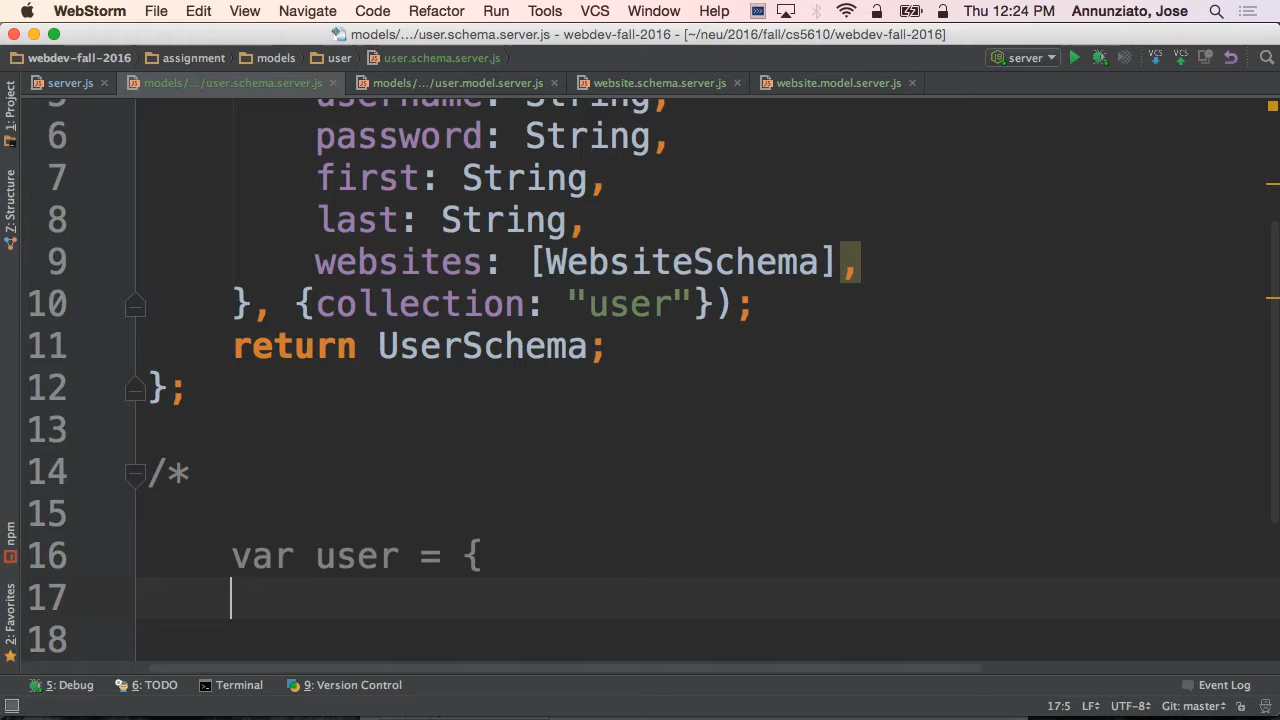 WebStorm File Edit View Navigate Code Refactor Run Tools VCS Window Help Thu 12:24 PM Annunziato, Jose
models/.../user.schema.server.js - webdev-fall-2016 - [~/neu/2016/fall/cs5610/webdev-fall-2016]
webdev-fall-2016 assignment models user user.schema.server.js server VCS VCS
server.js models/.../user.schema.server.js models/.../user.model.server.js website.schema.server.js website.model.server.js
1: Project
Z: Structure
npm
2: Favorites
5 username: String,
6 password: String,
7 first: String,
8 last: String,
9 websites: [WebsiteSchema],
10 }, {collection: "user"});
11 return UserSchema;
12 };
13
14 /*
15
16 var user = {
17
18
5: Debug 6: TODO Terminal 9: Version Control Event Log
17:5 LF UTF-8 Git: master